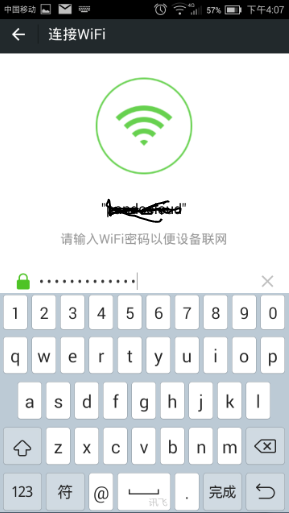 中国移动 4G 57% 下午4:07
连接WiFi
请输入WiFi密码以便设备联网
1 2 3 4 5 6 7 8 9 0
q w e r t y u i o p
a s d f g h j k l
z x c v b n m
123 符 @ 讯飞 . 完成